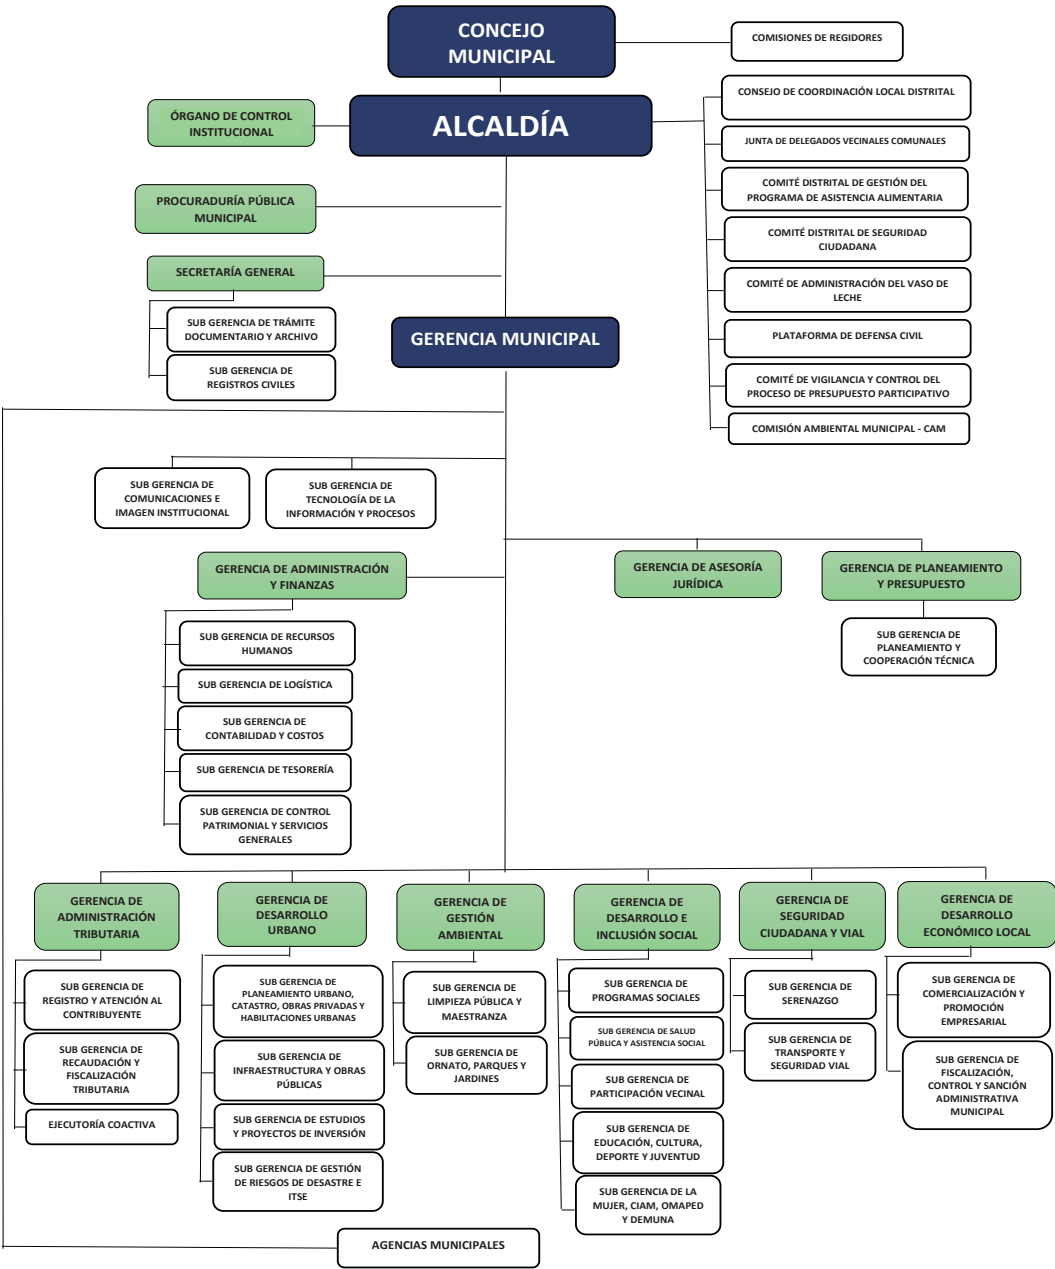 CONCEJO
MUNICIPAL
COMISIONES DE REGIDORES
ALCALDÍA
ÓRGANO DE CONTROL
INSTITUCIONAL
CONSEJO DE COORDINACIÓN LOCAL DISTRITAL
JUNTA DE DELEGADOS VECINALES COMUNALES
COMITÉ DISTRITAL DE GESTIÓN DEL
PROGRAMA DE ASISTENCIA ALIMENTARIA
COMITÉ DISTRITAL DE SEGURIDAD
CIUDADANA
COMITÉ DE ADMINISTRACIÓN DEL VASO DE
LECHE
PLATAFORMA DE DEFENSA CIVIL
COMITÉ DE VIGILANCIA Y CONTROL DEL
PROCESO DE PRESUPUESTO PARTICIPATIVO
COMISIÓN AMBIENTAL MUNICIPAL - CAM
PROCURADURÍA PÚBLICA
MUNICIPAL
SECRETARÍA GENERAL
SUB GERENCIA DE TRÁMITE
DOCUMENTARIO Y ARCHIVO
SUB GERENCIA DE
REGISTROS CIVILES
GERENCIA MUNICIPAL
SUB GERENCIA DE
COMUNICACIONES E
IMAGEN INSTITUCIONAL
SUB GERENCIA DE
TECNOLOGÍA DE LA
INFORMACIÓN Y PROCESOS
GERENCIA DE ADMINISTRACIÓN
Y FINANZAS
GERENCIA DE ASESORÍA
JURÍDICA
GERENCIA DE PLANEAMIENTO
Y PRESUPUESTO
SUB GERENCIA DE
PLANEAMIENTO Y
COOPERACIÓN TÉCNICA
SUB GERENCIA DE RECURSOS
HUMANOS
SUB GERENCIA DE LOGÍSTICA
SUB GERENCIA DE
CONTABILIDAD Y COSTOS
SUB GERENCIA DE TESORERÍA
SUB GERENCIA DE CONTROL
PATRIMONIAL Y SERVICIOS
GENERALES
GERENCIA DE
ADMINISTRACIÓN
TRIBUTARIA
SUB GERENCIA DE
REGISTRO Y ATENCIÓN AL
CONTRIBUYENTE
SUB GERENCIA DE
RECAUDACIÓN Y
FISCALIZACIÓN
TRIBUTARIA
EJECUTORÍA COACTIVA
GERENCIA DE
DESARROLLO
URBANO
SUB GERENCIA DE
PLANEAMIENTO URBANO,
CATASTRO, OBRAS PRIVADAS Y
HABILITACIONES URBANAS
SUB GERENCIA DE
INFRAESTRUCTURA Y OBRAS
PÚBLICAS
SUB GERENCIA DE ESTUDIOS
Y PROYECTOS DE INVERSIÓN
SUB GERENCIA DE GESTIÓN
DE RIESGOS DE DESASTRE E
ITSE
GERENCIA DE
GESTIÓN
AMBIENTAL
SUB GERENCIA DE
LIMPIEZA PÚBLICA Y
MAESTRANZA
SUB GERENCIA DE
ORNATO, PARQUES Y
JARDINES
GERENCIA DE
DESARROLLO E
INCLUSIÓN SOCIAL
SUB GERENCIA DE
PROGRAMAS SOCIALES
SUB GERENCIA DE SALUD
PÚBLICA Y ASISTENCIA SOCIAL
SUB GERENCIA DE
PARTICIPACIÓN VECINAL
SUB GERENCIA DE
EDUCACIÓN, CULTURA,
DEPORTE Y JUVENTUD
SUB GERENCIA DE LA
MUJER, CIAM, OMAPED
Y DEMUNA
GERENCIA DE
SEGURIDAD
CIUDADANA Y VIAL
SUB GERENCIA DE
SERENAZGO
SUB GERENCIA DE
TRANSPORTE Y
SEGURIDAD VIAL
GERENCIA DE
DESARROLLO
ECONÓMICO LOCAL
SUB GERENCIA DE
COMERCIALIZACIÓN Y
PROMOCIÓN
EMPRESARIAL
SUB GERENCIA DE
FISCALIZACIÓN,
CONTROL Y SANCIÓN
ADMINISTRATIVA
MUNICIPAL
AGENCIAS MUNICIPALES